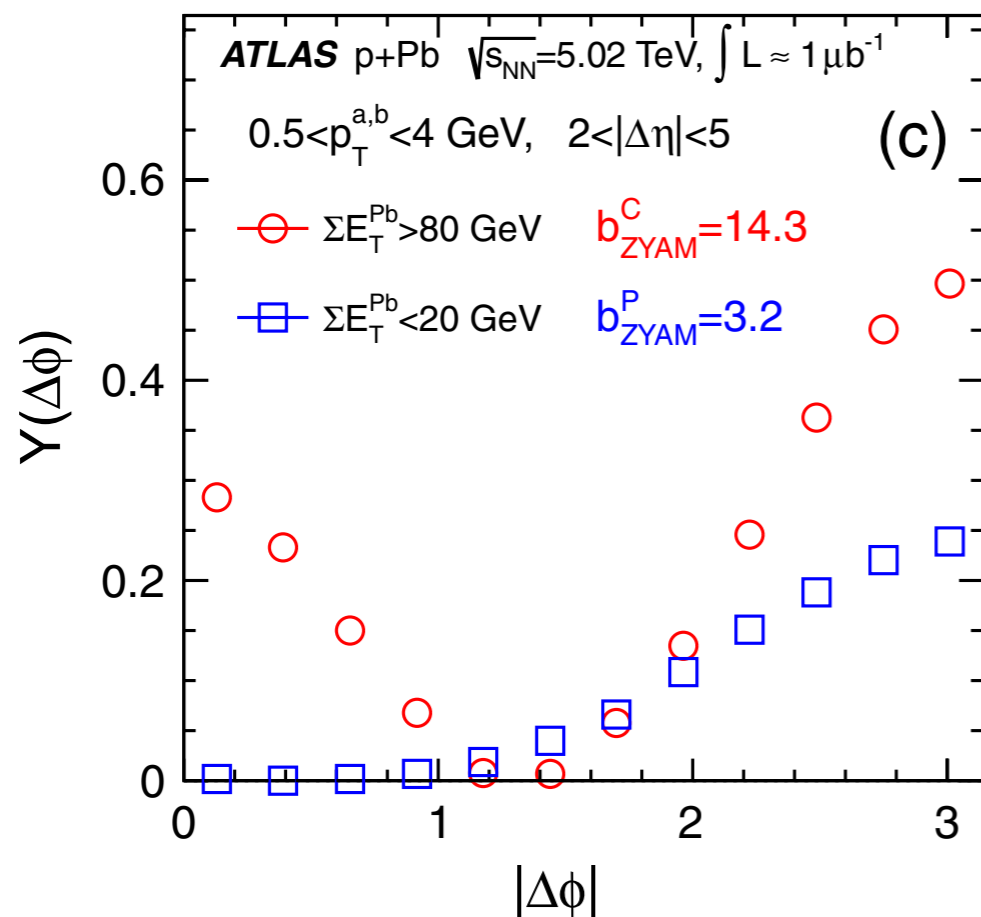 ATLAS p+Pb √s_NN=5.02 TeV, ∫ L ≈ 1 μb^-1
0.5<p_T^a,b<4 GeV, 2<|Δη|<5 (c)
ΣE_T^Pb>80 GeV b_ZYAM^C=14.3
ΣE_T^Pb<20 GeV b_ZYAM^P=3.2
Y(Δϕ)
0.6
0.4
0.2
0
0 1 2 3
|Δϕ|